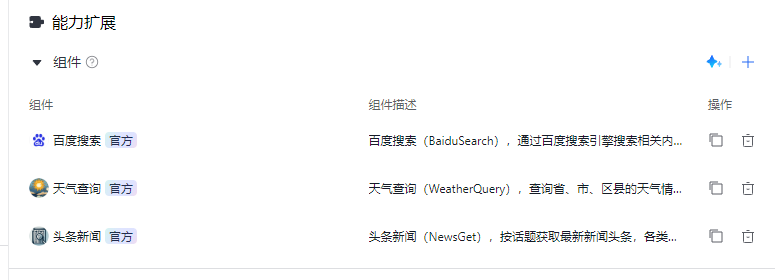 能力扩展
组件
组件 组件描述 操作
百度搜索 官方 百度搜索（BaiduSearch），通过百度搜索引擎搜索相关内...
天气查询 官方 天气查询（WeatherQuery），查询省、市、区县的天气情...
头条新闻 官方 头条新闻（NewsGet），按话题获取最新新闻头条，各类...